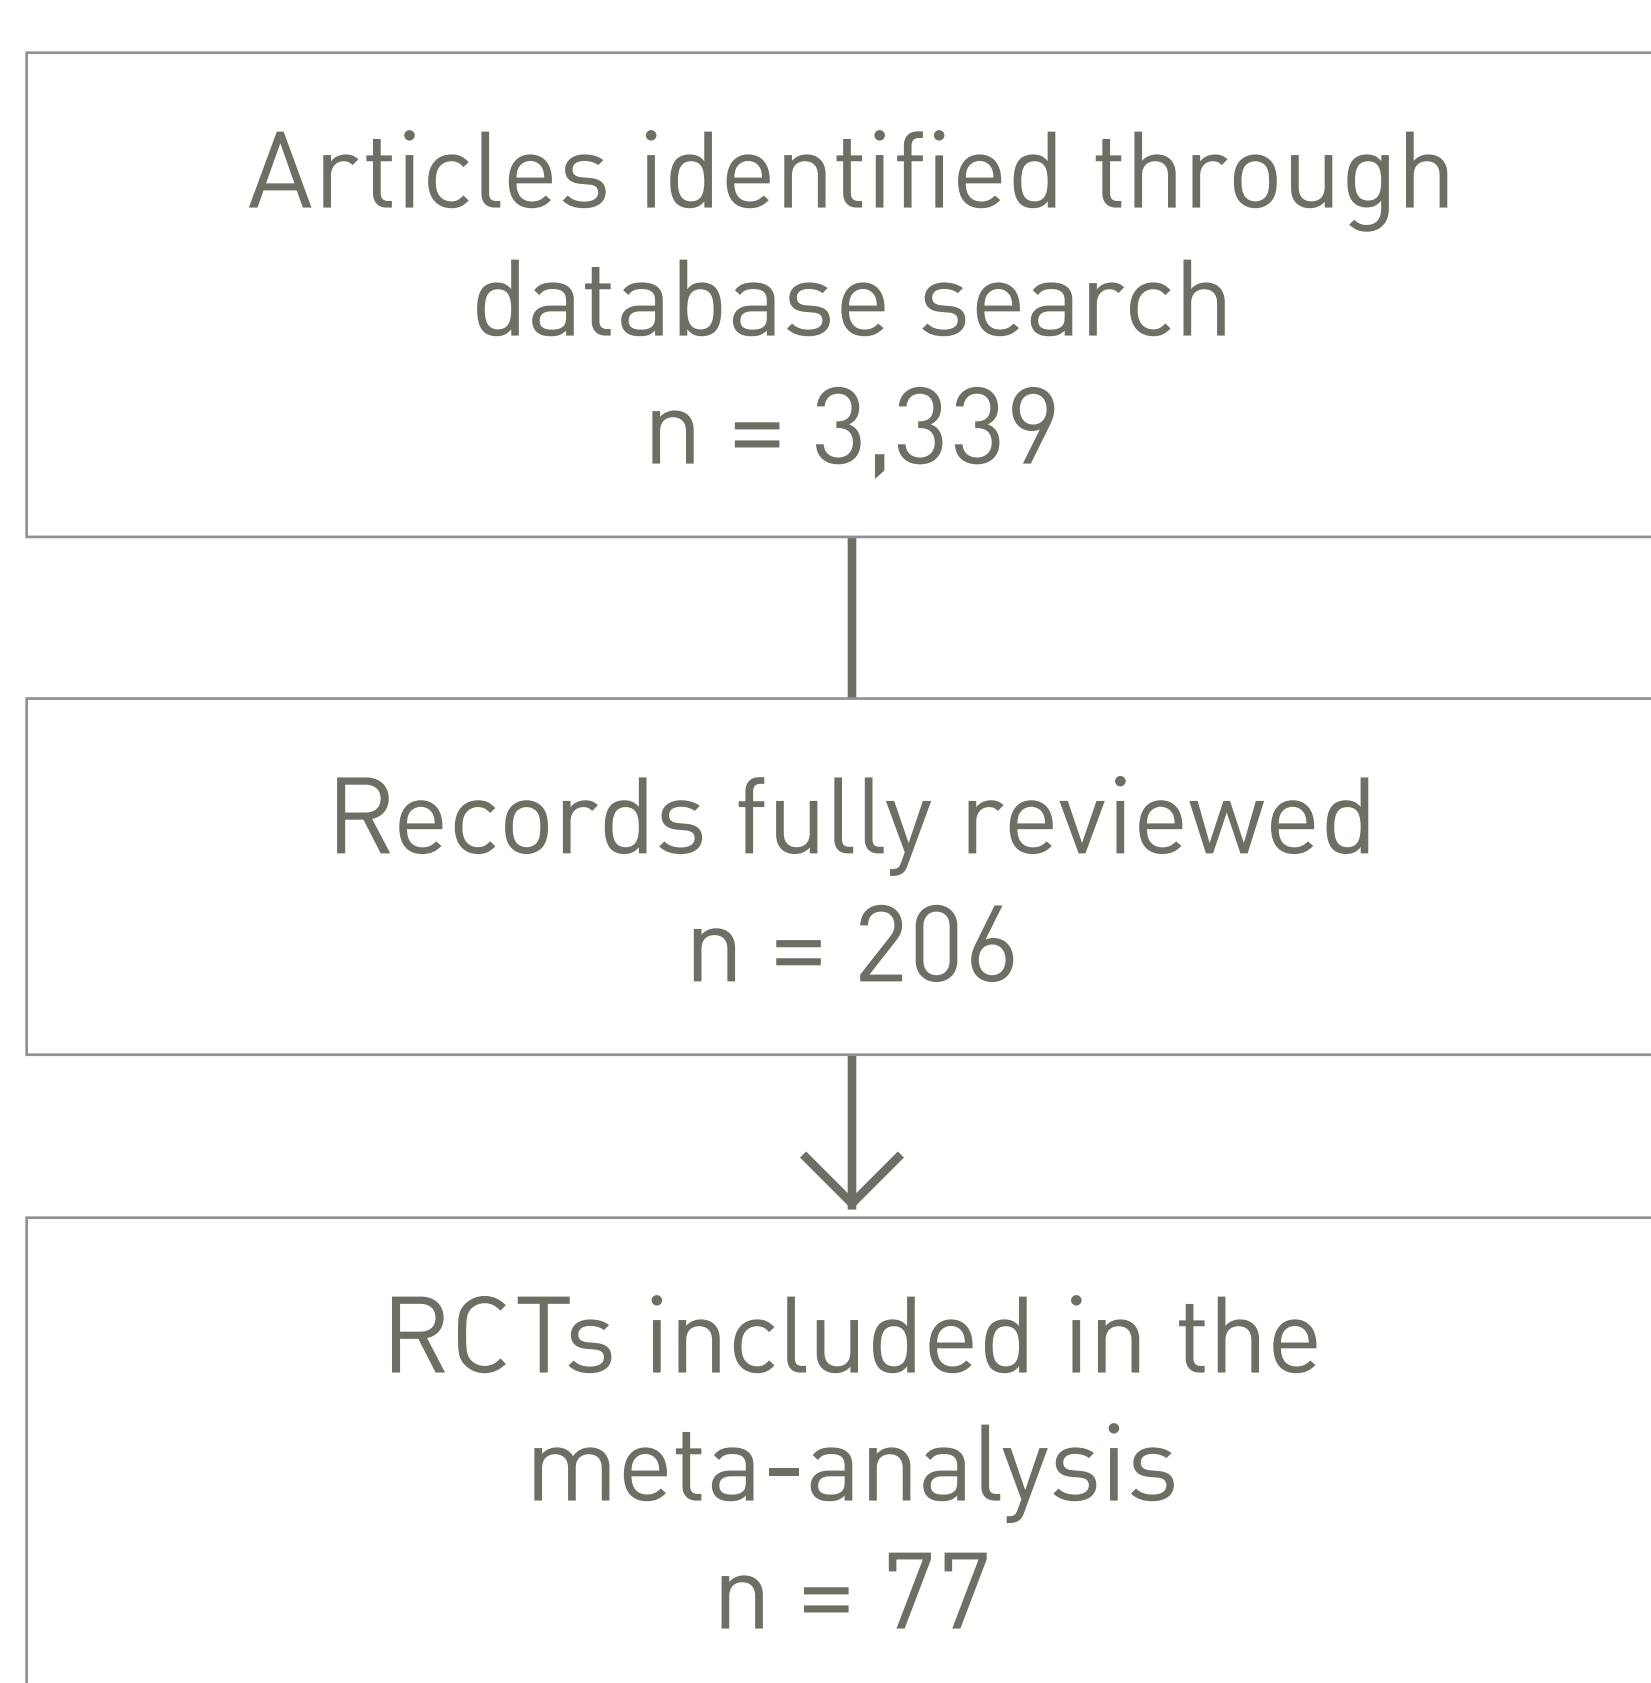 Articles identified through
database search
n = 3,339
Records fully reviewed
n = 206
RCTs included in the
meta-analysis
n = 77